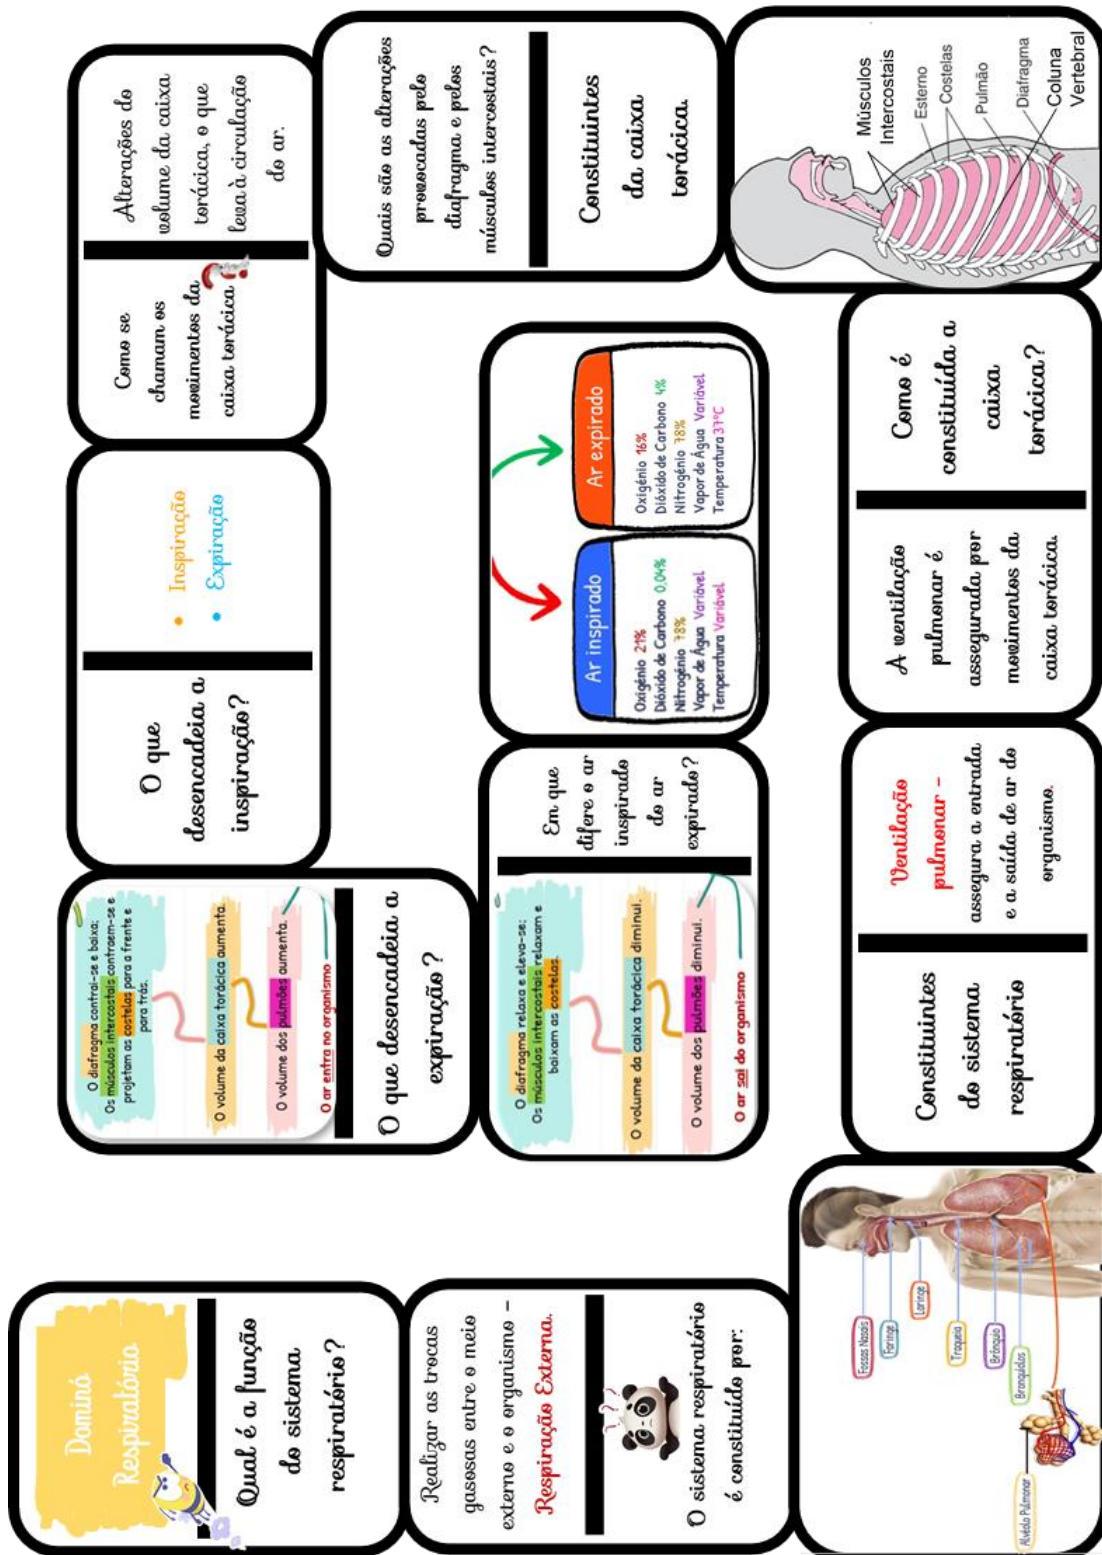 Dominó
Respiratório
Qual é a função
do sistema
respiratório?
Realizar as trocas
gasosas entre o meio
externo e o organismo –
Respiração Externa.
O sistema respiratório
é constituído por:
Fossas Nasais
Faringe
Laringe
Traqueia
Brônquio
Bronquíolos
Alvéolo Pulmonar
Constituintes
do sistema
respiratório
Ventilação
pulmonar –
assegura a entrada
e a saída de ar do
organismo.
A ventilação
pulmonar é
assegurada por
movimentos da
caixa torácica.
Como é
constituída a
caixa
torácica?
Músculos
Intercostais
Esterno
Costelas
Pulmão
Diafragma
Coluna
Vertebral
Constituintes
da caixa
torácica.
Quais são as alterações
provocadas pelo
diafragma e pelos
músculos intercostais?
Alterações do
volume da caixa
torácica, o que
leva à circulação
do ar.
Como se
chamam os
movimentos da
caixa torácica
• Inspiração
• Expiração
O que
desencadeia a
inspiração?
O diafragma contrai-se e baixa;
Os músculos intercostais contraem-se e
projetam as costelas para a frente e
para trás.
O volume da caixa torácica aumenta.
O volume dos pulmões aumenta.
O ar entra no organismo
O que desencadeia a
expiração?
O diafragma relaxa e eleva-se;
Os músculos intercostais relaxam e
baixam as costelas.
O volume da caixa torácica diminui.
O volume dos pulmões diminui.
O ar sai do organismo
Em que
difere o ar
inspirado
do ar
expirado?
Ar inspirado
Oxigénio 21%
Dióxido de Carbono 0,04%
Nitrogénio 78%
Vapor de Água Variável
Temperatura Variável
Ar expirado
Oxigénio 16%
Dióxido de Carbono 4%
Nitrogénio 78%
Vapor de Água Variável
Temperatura 37ºC